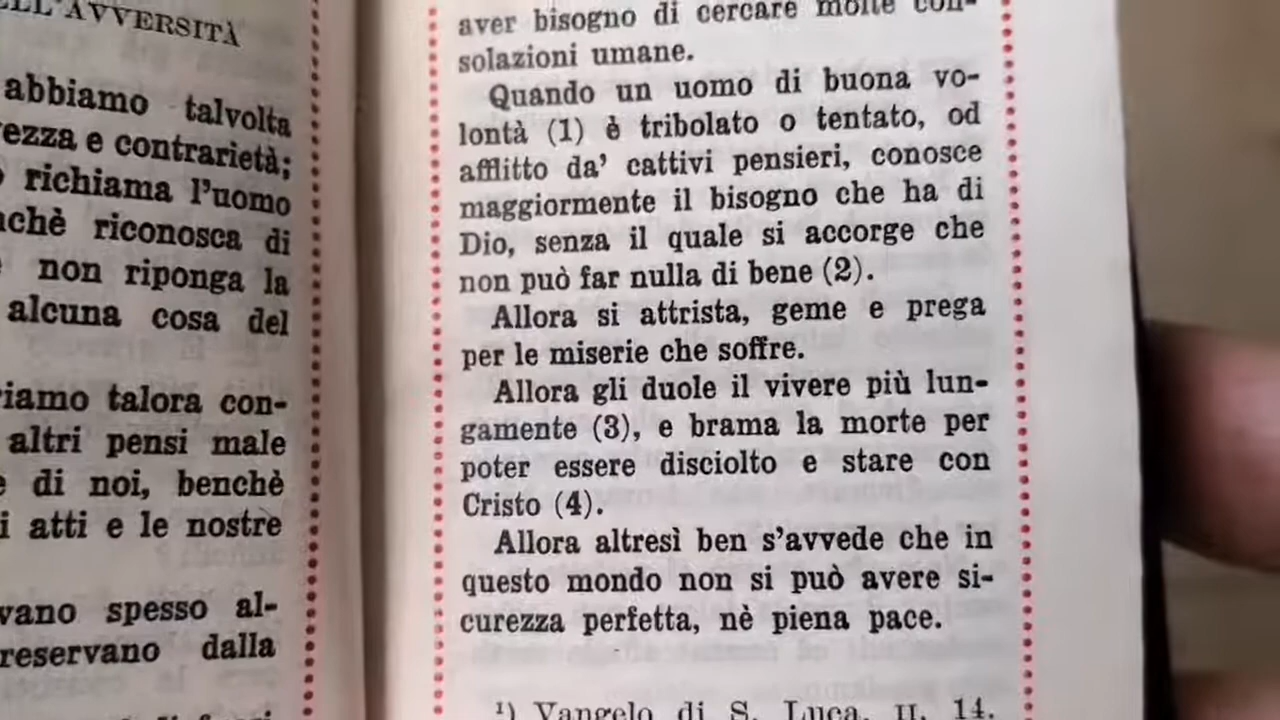 ELL'AVVERSITÀ
abbiamo talvolta
ezza e contrarietà;
richiama l'uomo
chè riconosca di
non riponga la
alcuna cosa del
iamo talora con-
altri pensi male
di noi, benchè
i atti e le nostre
vano spesso al-
reservano dalla
aver bisogno di cercare molte con-
solazioni umane.
Quando un uomo di buona vo-
lontà (1) è tribolato o tentato, od
afflitto da' cattivi pensieri, conosce
maggiormente il bisogno che ha di
Dio, senza il quale si accorge che
non può far nulla di bene (2).
Allora si attrista, geme e prega
per le miserie che soffre.
Allora gli duole il vivere più lun-
gamente (3), e brama la morte per
poter essere disciolto e stare con
Cristo (4).
Allora altresì ben s'avvede che in
questo mondo non si può avere si-
curezza perfetta, nè piena pace.
¹) Vangelo di S. Luca, II, 14.